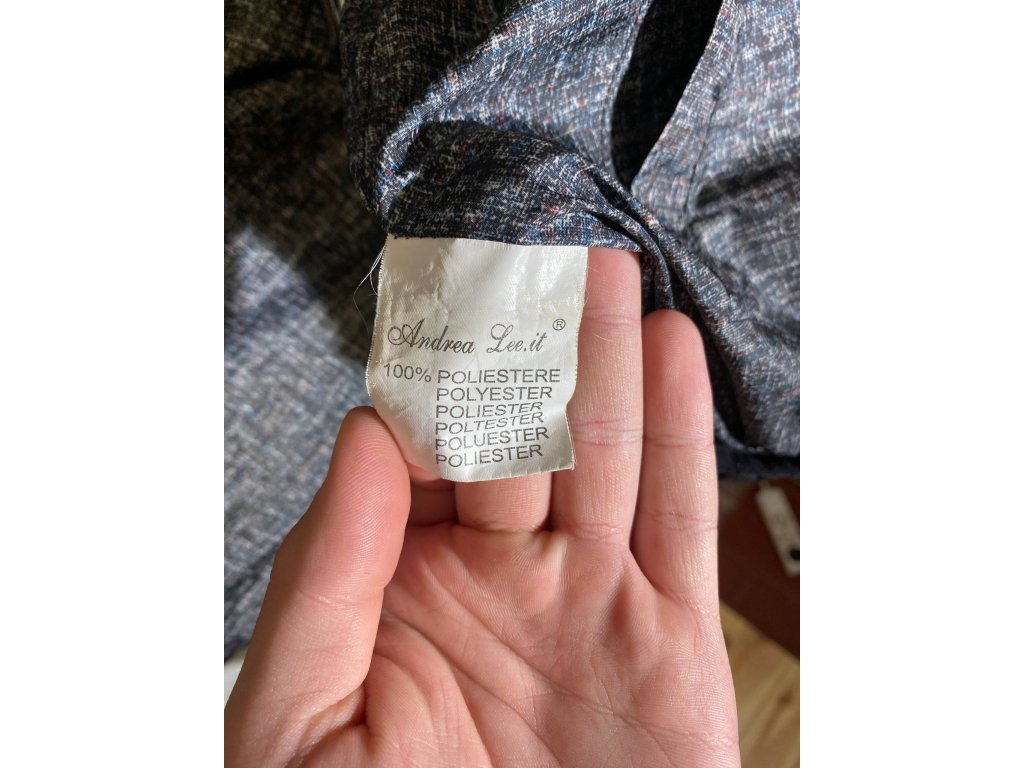 Andrea Lee.it ®
100% POLIESTERE
POLYESTER
POLIESTER
POLTESTER
POLUESTER
POLIESTER